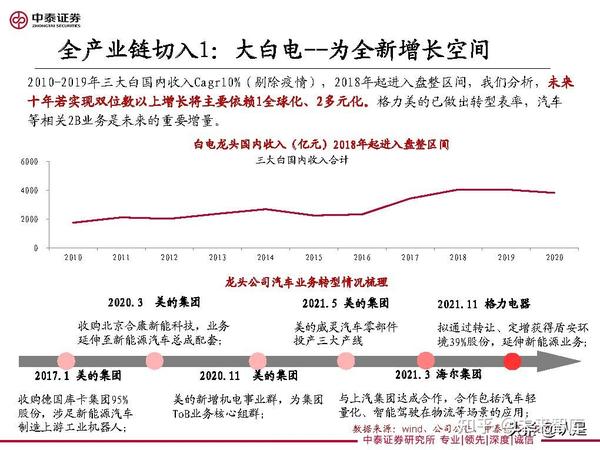 中泰证券
ZHONGTAI SECURITIES
全产业链切入1：大白电--为全新增长空间
2010-2019年三大白国内收入Cagr10%（剔除疫情），2018年起进入盘整区间，我们分析，未来
十年若实现双位数以上增长将主要依赖1全球化、2多元化。格力美的已做出转型表率，汽车
等相关2B业务是未来的重要增量。
白电龙头国内收入（亿元）2018年起进入盘整区间
三大白国内收入合计
6000
4000
2000
0
2010 2011 2012 2013 2014 2015 2016 2017 2018 2019 2020
龙头公司汽车业务转型情况梳理
2020.3 美的集团
收购北京合康新能科技，业务
延伸至新能源汽车总成配套；
2021.5 美的集团
美的威灵汽车零部件
投产三大产线
2021.11 格力电器
拟通过转让、定增获得盾安环
境39%股份，延伸新能源业务；
2017.1 美的集团
收购德国库卡集团95%
股份，涉足新能源汽车
制造上游工业机器人；
2020.11 美的集团
美的新增机电事业群，为集团
ToB业务核心组群；
2021.3 海尔集团
与上汽集团达成合作，合作包括汽车轻
量化、智能驾驶在物流等场景的应用；
数据来源：wind、公司公
中泰证券研究所 专业|领先|深度|诚信
知乎
头条@认是